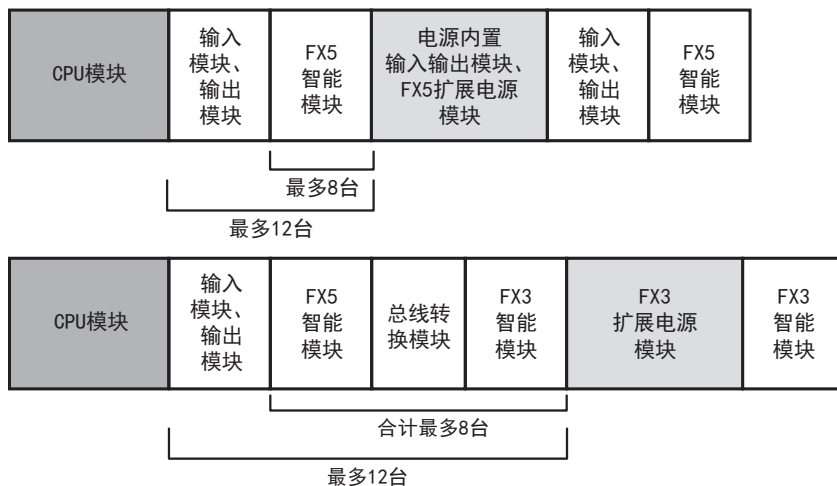 CPU模块
输入
模块、
输出
模块
FX5
智能
模块
电源内置
输入输出模块、
FX5扩展电源
模块
输入
模块、
输出
模块
FX5
智能
模块
最多8台
最多12台
CPU模块
输入
模块、
输出
模块
FX5
智能
模块
总线转
换模块
FX3
智能
模块
FX3
扩展电源
模块
FX3
智能
模块
合计最多8台
最多12台